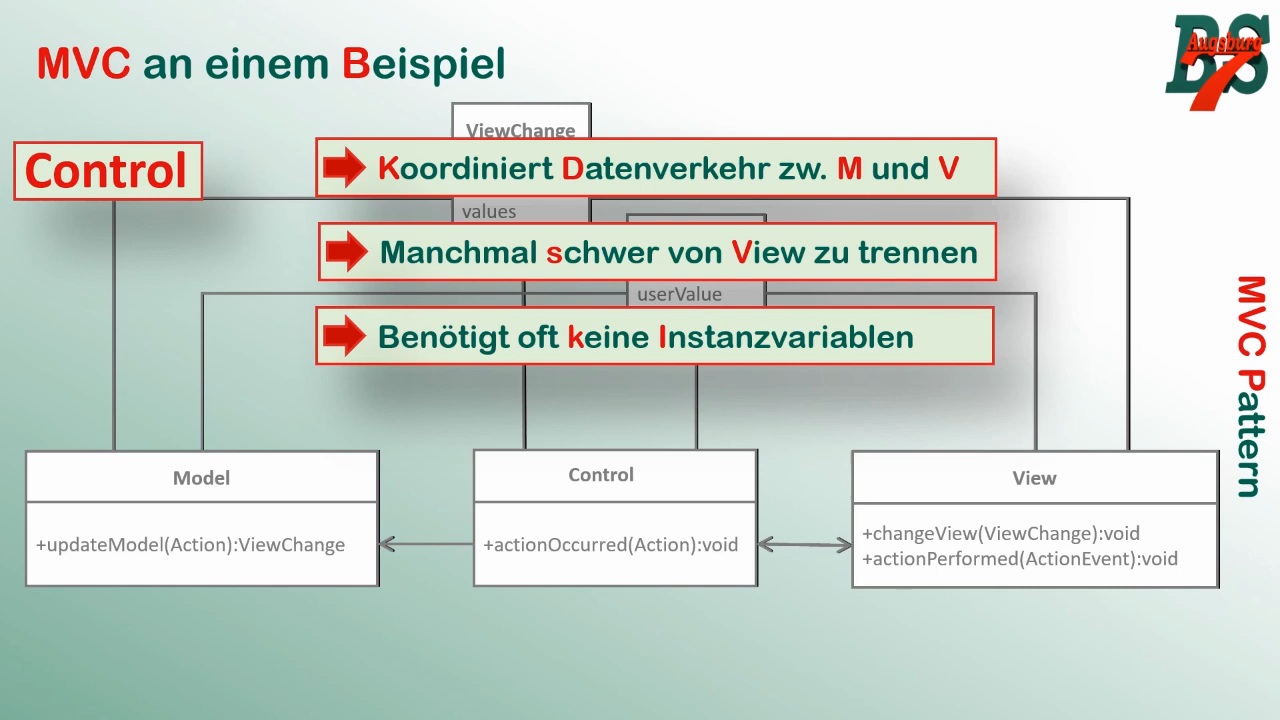 MVC an einem Beispiel
BS
Augsburg
7
ViewChange
Control
Koordiniert Datenverkehr zw. M und V
values
Manchmal schwer von View zu trennen
userValue
Benötigt oft keine Instanzvariablen
MVC Pattern
Model
Control
View
+updateModel(Action):ViewChange
+actionOccurred(Action):void
+changeView(ViewChange):void
+actionPerformed(ActionEvent):void